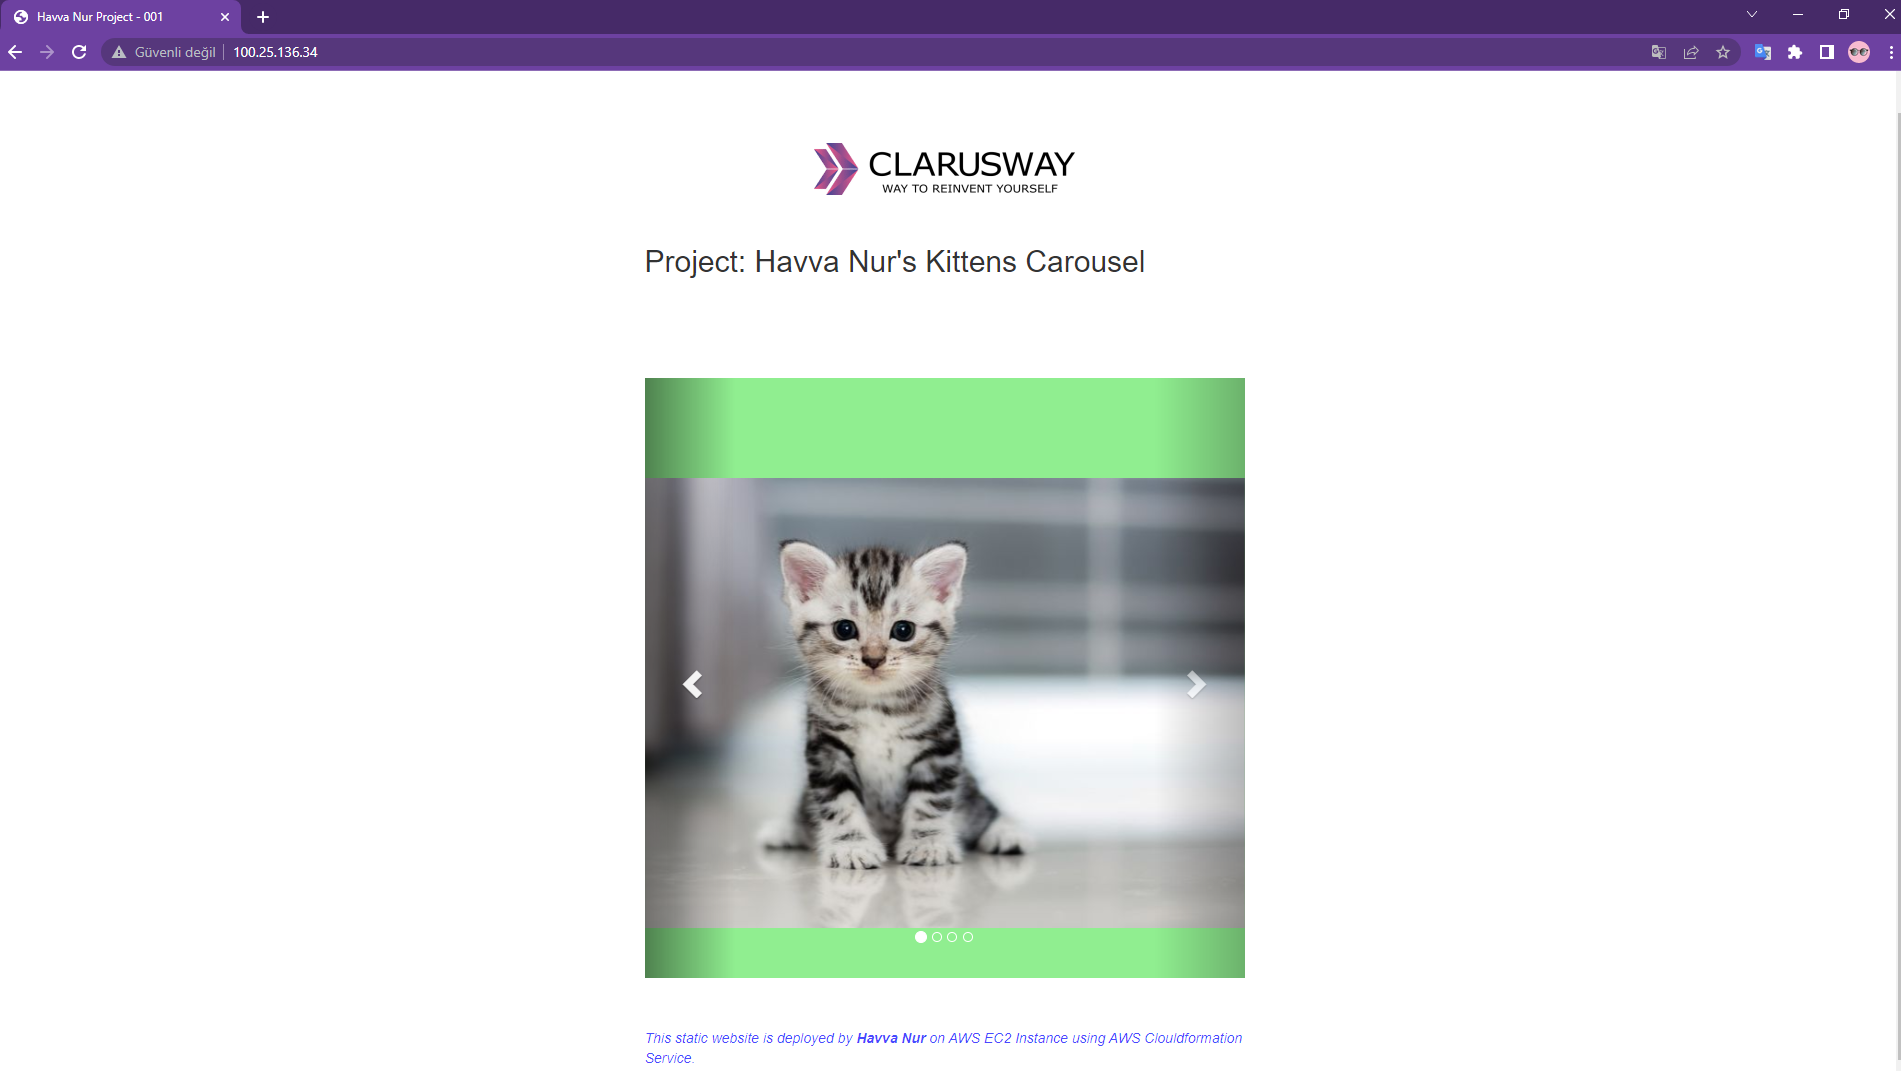 Havva Nur Project - 001
Güvenli değil
100.25.136.34
CLARUSWAY
WAY TO REINVENT YOURSELF
Project: Havva Nur's Kittens Carousel
This static website is deployed by Havva Nur on AWS EC2 Instance using AWS Clouldformation
Service.